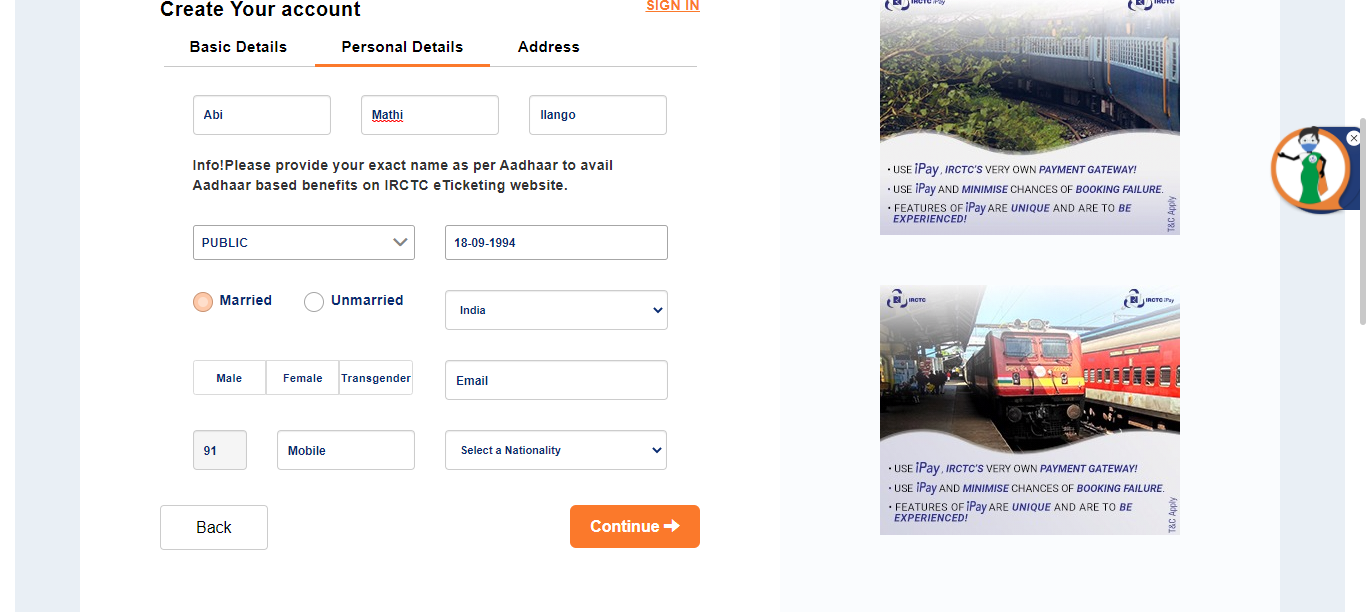 Create Your account
SIGN IN
Basic Details
Personal Details
Address
Abi
Mathi
Ilango
Info!Please provide your exact name as per Aadhaar to avail
Aadhaar based benefits on IRCTC eTicketing website.
PUBLIC
18-09-1994
Married
Unmarried
India
Male
Female
Transgender
Email
91
Mobile
Select a Nationality
Back
Continue
IRCTC iPay
IRCTC
• USE iPay, IRCTC'S VERY OWN PAYMENT GATEWAY!
• USE iPay AND MINIMISE CHANCES OF BOOKING FAILURE.
• FEATURES OF iPay ARE UNIQUE AND ARE TO BE
EXPERIENCED!
T&C Apply
IRCTC
IRCTC iPay
• USE iPay, IRCTC'S VERY OWN PAYMENT GATEWAY!
• USE iPay AND MINIMISE CHANCES OF BOOKING FAILURE.
• FEATURES OF iPay ARE UNIQUE AND ARE TO BE
EXPERIENCED!
T&C Apply